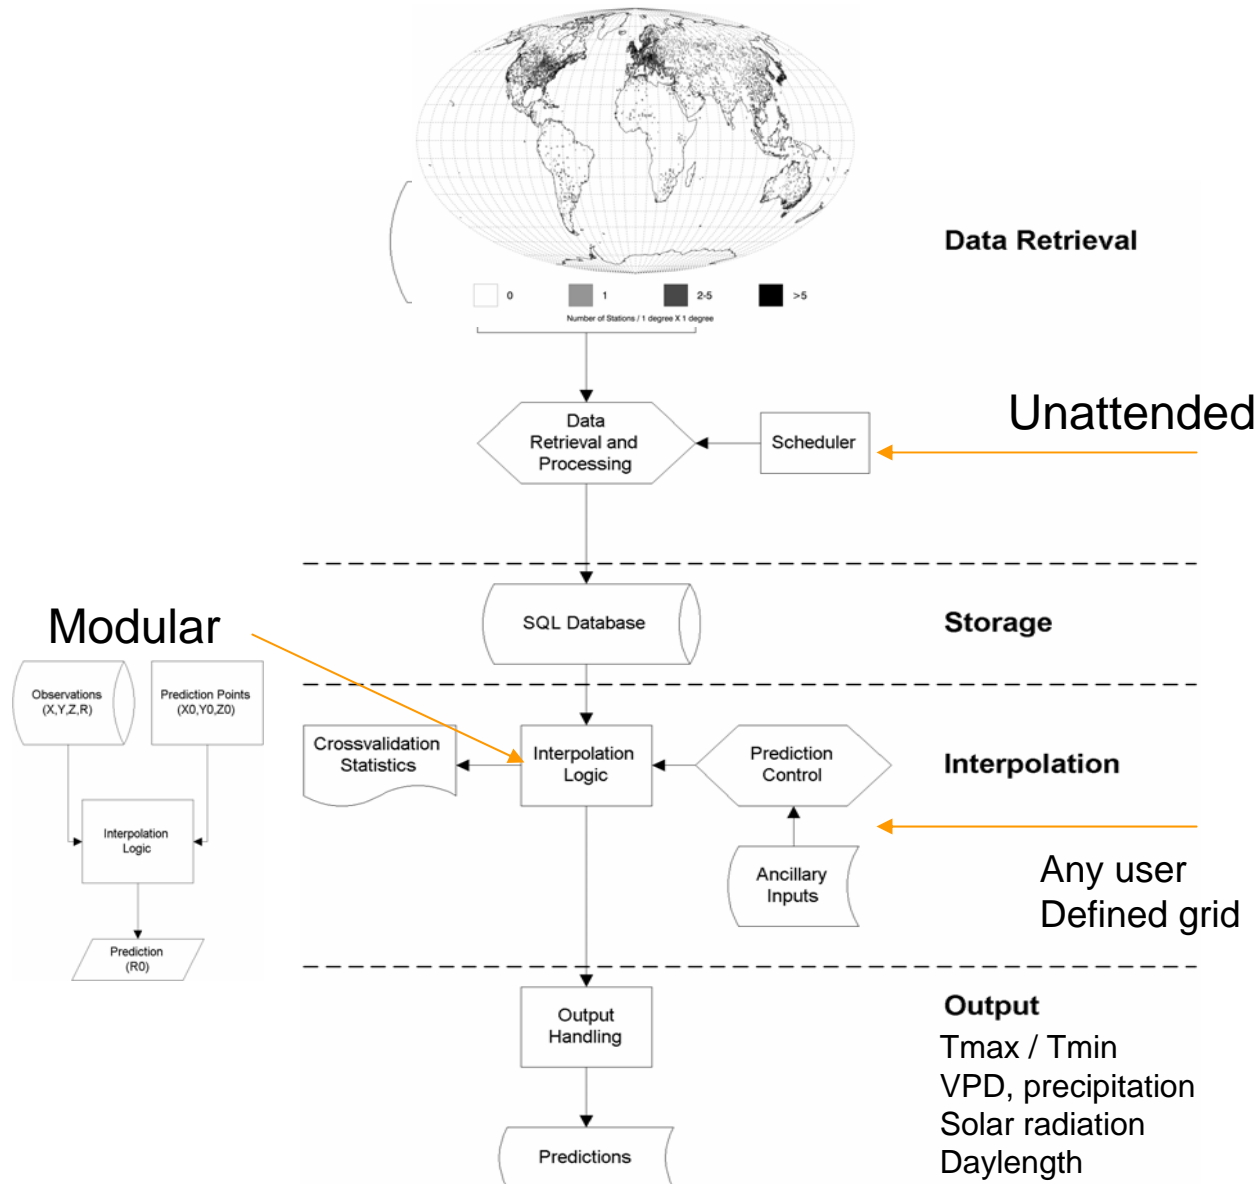 0
1
2-5
>5
Number of Stations / 1 degree X 1 degree
Data Retrieval
Data
Retrieval and
Processing
Scheduler
Unattended
SQL Database
Storage
Modular
Observations
(X,Y,Z,R)
Prediction Points
(X0,Y0,Z0)
Interpolation
Logic
Prediction
(R0)
Crossvalidation
Statistics
Interpolation
Logic
Prediction
Control
Interpolation
Ancillary
Inputs
Any user
Defined grid
Output
Handling
Predictions
Output
Tmax / Tmin
VPD, precipitation
Solar radiation
Daylength